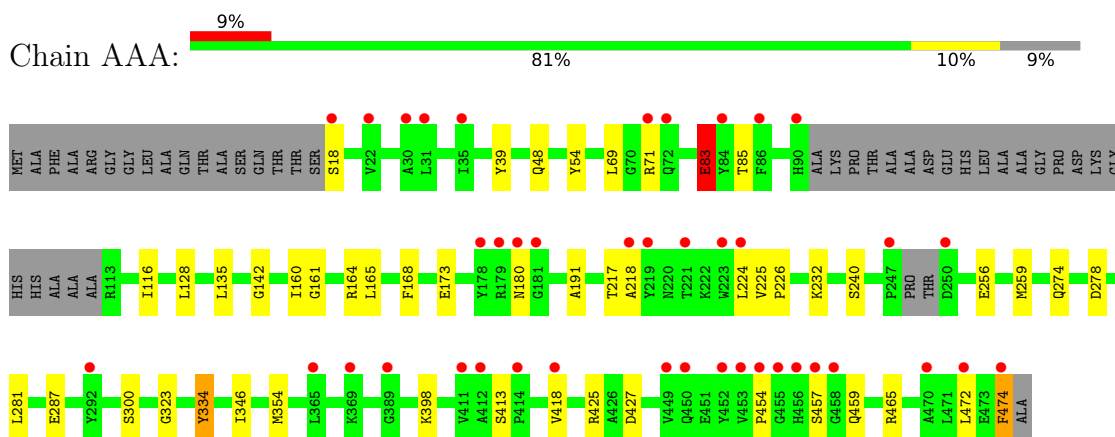 9%
Chain AAA:
81% 10% 9%
MET ALA PHE ALA ARG GLY GLY LEU ALA GLN THR ALA SER GLN THR THR SER S18 V22 A30 L31 I35 Y39 Q48 Y54 L69 G70 R71 Q72 E83 Y84 T85 F86 H90 ALA LYS PRO THR ALA ALA ASP GLU HIS LEU ALA ALA GLY PRO ASP LYS GLY
HIS HIS ALA ALA ALA R113 I116 L128 L135 G142 I160 G161 R164 L165 F168 E173 Y178 R179 N180 G181 A191 T217 A218 Y219 N220 T221 K222 W223 L224 V225 P226 K232 S240 P247 PRO THR D250 E256 M259 Q274 D278
L281 E287 Y292 S300 G323 Y334 I346 M354 L365 K369 G389 K398 V411 A412 S413 P414 V418 R425 A426 D427 V449 Q450 E451 Y452 V453 P454 G455 H456 S457 G458 Q459 R465 A470 L471 L472 E473 F474 ALA